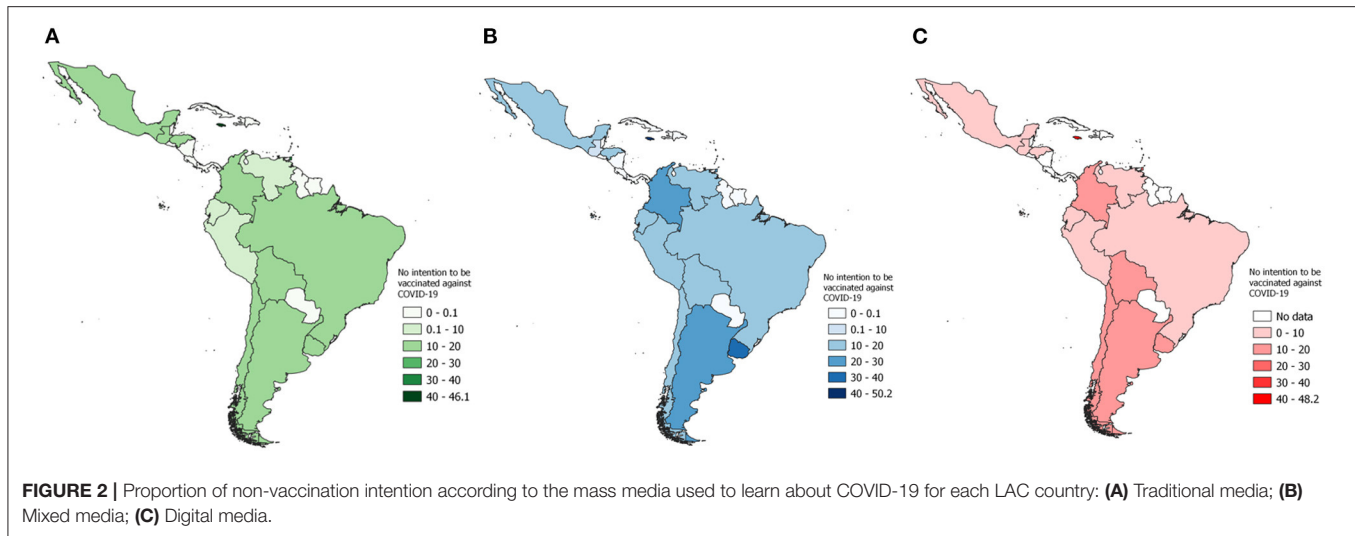 A
No intention to be
vaccinated against
COVID-19
0 - 0.1
0.1 - 10
10 - 20
20 - 30
30 - 40
40 - 46.1
B
No intention to be
vaccinated against
COVID-19
0 - 0.1
0.1 - 10
10 - 20
20 - 30
30 - 40
40 - 50.2
C
No intention to be
vaccinated against
COVID-19
No data
0 - 10
10 - 20
20 - 30
30 - 40
40 - 48.2
FIGURE 2 | Proportion of non-vaccination intention according to the mass media used to learn about COVID-19 for each LAC country: (A) Traditional media; (B)
Mixed media; (C) Digital media.